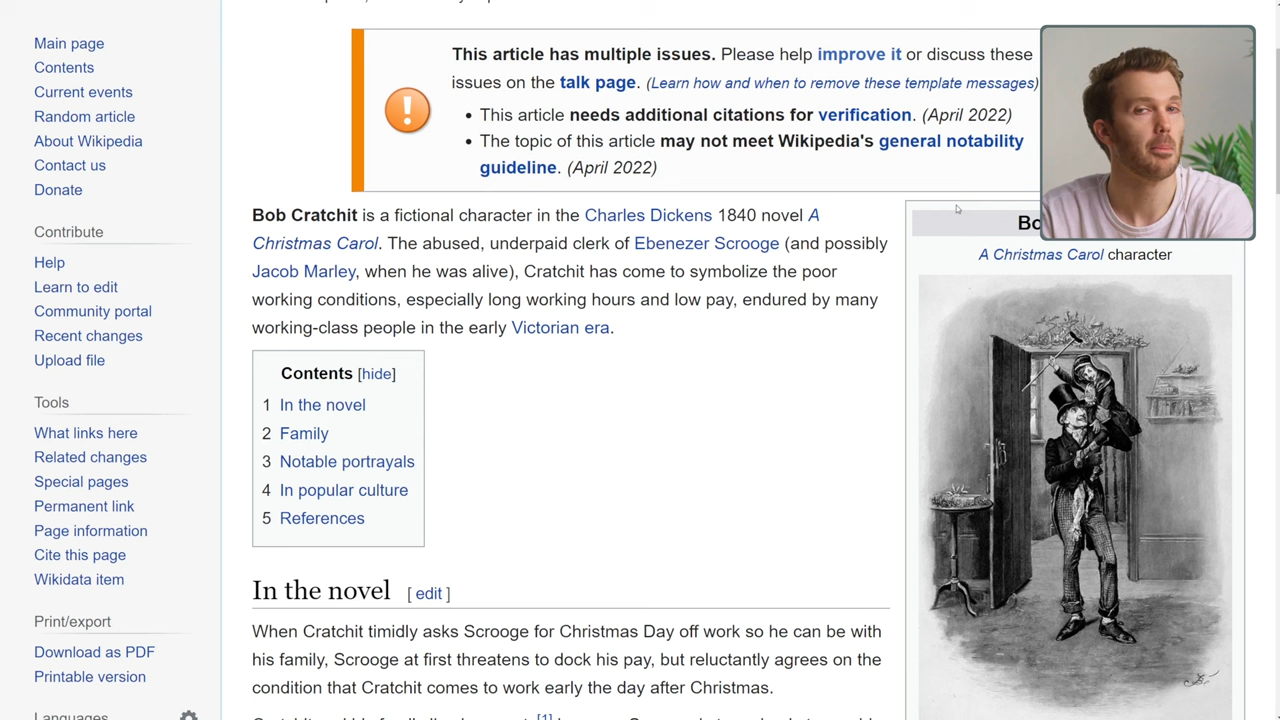 Main page
Contents
Current events
Random article
About Wikipedia
Contact us
Donate
Contribute
Help
Learn to edit
Community portal
Recent changes
Upload file
Tools
What links here
Related changes
Special pages
Permanent link
Page information
Cite this page
Wikidata item
Print/export
Download as PDF
Printable version
Languages
This article has multiple issues. Please help improve it or discuss these
issues on the talk page. (Learn how and when to remove these template messages)
• This article needs additional citations for verification. (April 2022)
• The topic of this article may not meet Wikipedia's general notability
guideline. (April 2022)
Bob Cratchit is a fictional character in the Charles Dickens 1840 novel A
Christmas Carol. The abused, underpaid clerk of Ebenezer Scrooge (and possibly
Jacob Marley, when he was alive), Cratchit has come to symbolize the poor
working conditions, especially long working hours and low pay, endured by many
working-class people in the early Victorian era.
Contents [hide]
1 In the novel
2 Family
3 Notable portrayals
4 In popular culture
5 References
In the novel [ edit ]
When Cratchit timidly asks Scrooge for Christmas Day off work so he can be with
his family, Scrooge at first threatens to dock his pay, but reluctantly agrees on the
condition that Cratchit comes to work early the day after Christmas.
[1]
Bo
A Christmas Carol character